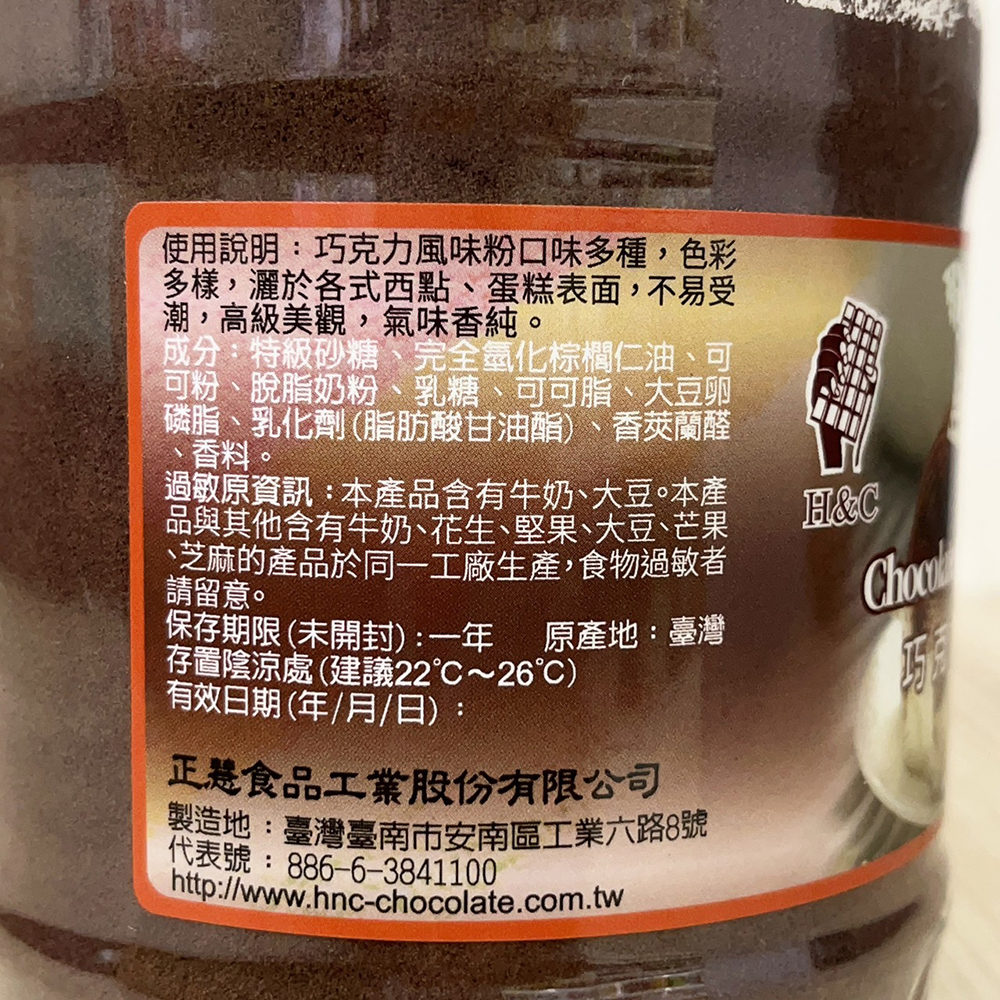 使用說明：巧克力風味粉口味多種，色彩
多樣，灑於各式西點、蛋糕表面，不易受
潮，高級美觀，氣味香純。
成分：特級砂糖、完全氫化棕櫚仁油、可
可粉、脫脂奶粉、乳糖、可可脂、大豆卵
磷脂、乳化劑(脂肪酸甘油酯)、香莢蘭醛
、香料。
過敏原資訊：本產品含有牛奶、大豆。本產
品與其他含有牛奶、花生、堅果、大豆、芒果
、芝麻的產品於同一工廠生產，食物過敏者
請留意。
保存期限(未開封)：一年 原產地：臺灣
存置陰涼處(建議22℃～26℃)
有效日期(年/月/日)：
正慧食品工業股份有限公司
製造地：臺灣臺南市安南區工業六路8號
代表號：886-6-3841100
http://www.hnc-chocolate.com.tw
H&C
巧克